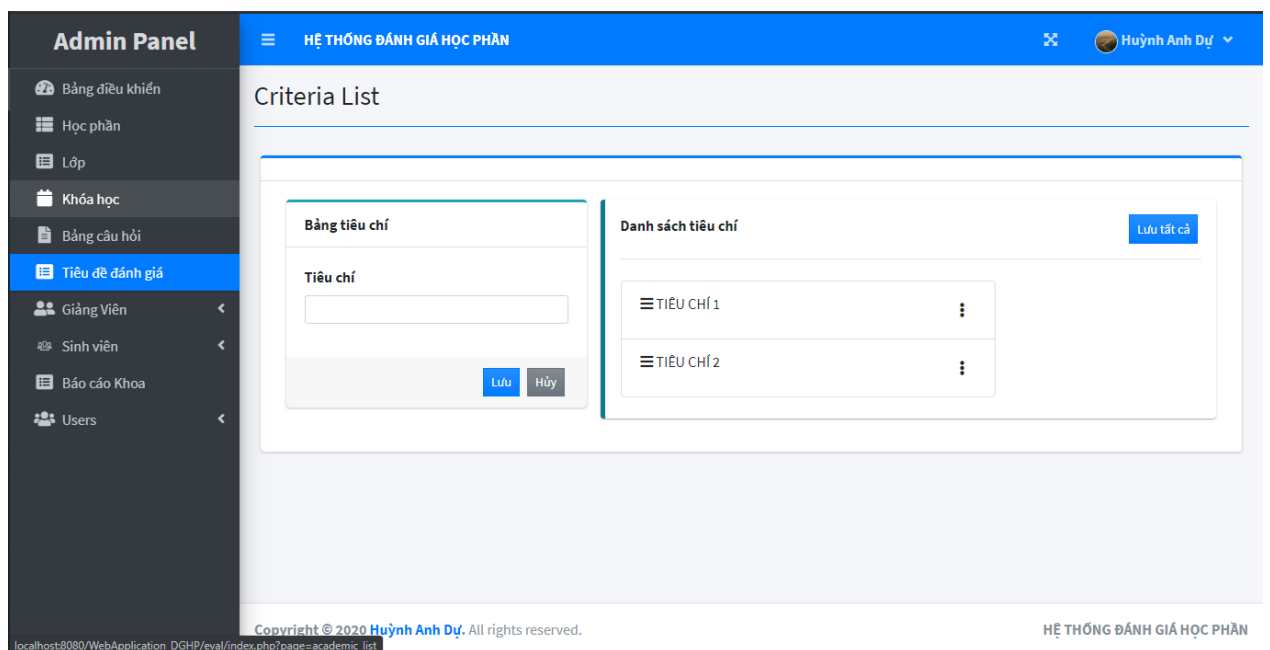 Admin Panel
HỆ THỐNG ĐÁNH GIÁ HỌC PHẦN
Huỳnh Anh Dự
Bảng điều khiển
Học phần
Lớp
Khóa học
Bảng câu hỏi
Tiêu đề đánh giá
Giảng Viên
Sinh viên
Báo cáo Khoa
Users
Criteria List
Bảng tiêu chí
Tiêu chí
Lưu
Hủy
Danh sách tiêu chí
Lưu tất cả
TIÊU CHÍ 1
TIÊU CHÍ 2
Copyright © 2020 Huỳnh Anh Dự. All rights reserved.
HỆ THỐNG ĐÁNH GIÁ HỌC PHẦN
localhost:8080/WebApplication_DGHP/eval/index.php?page=academic_list